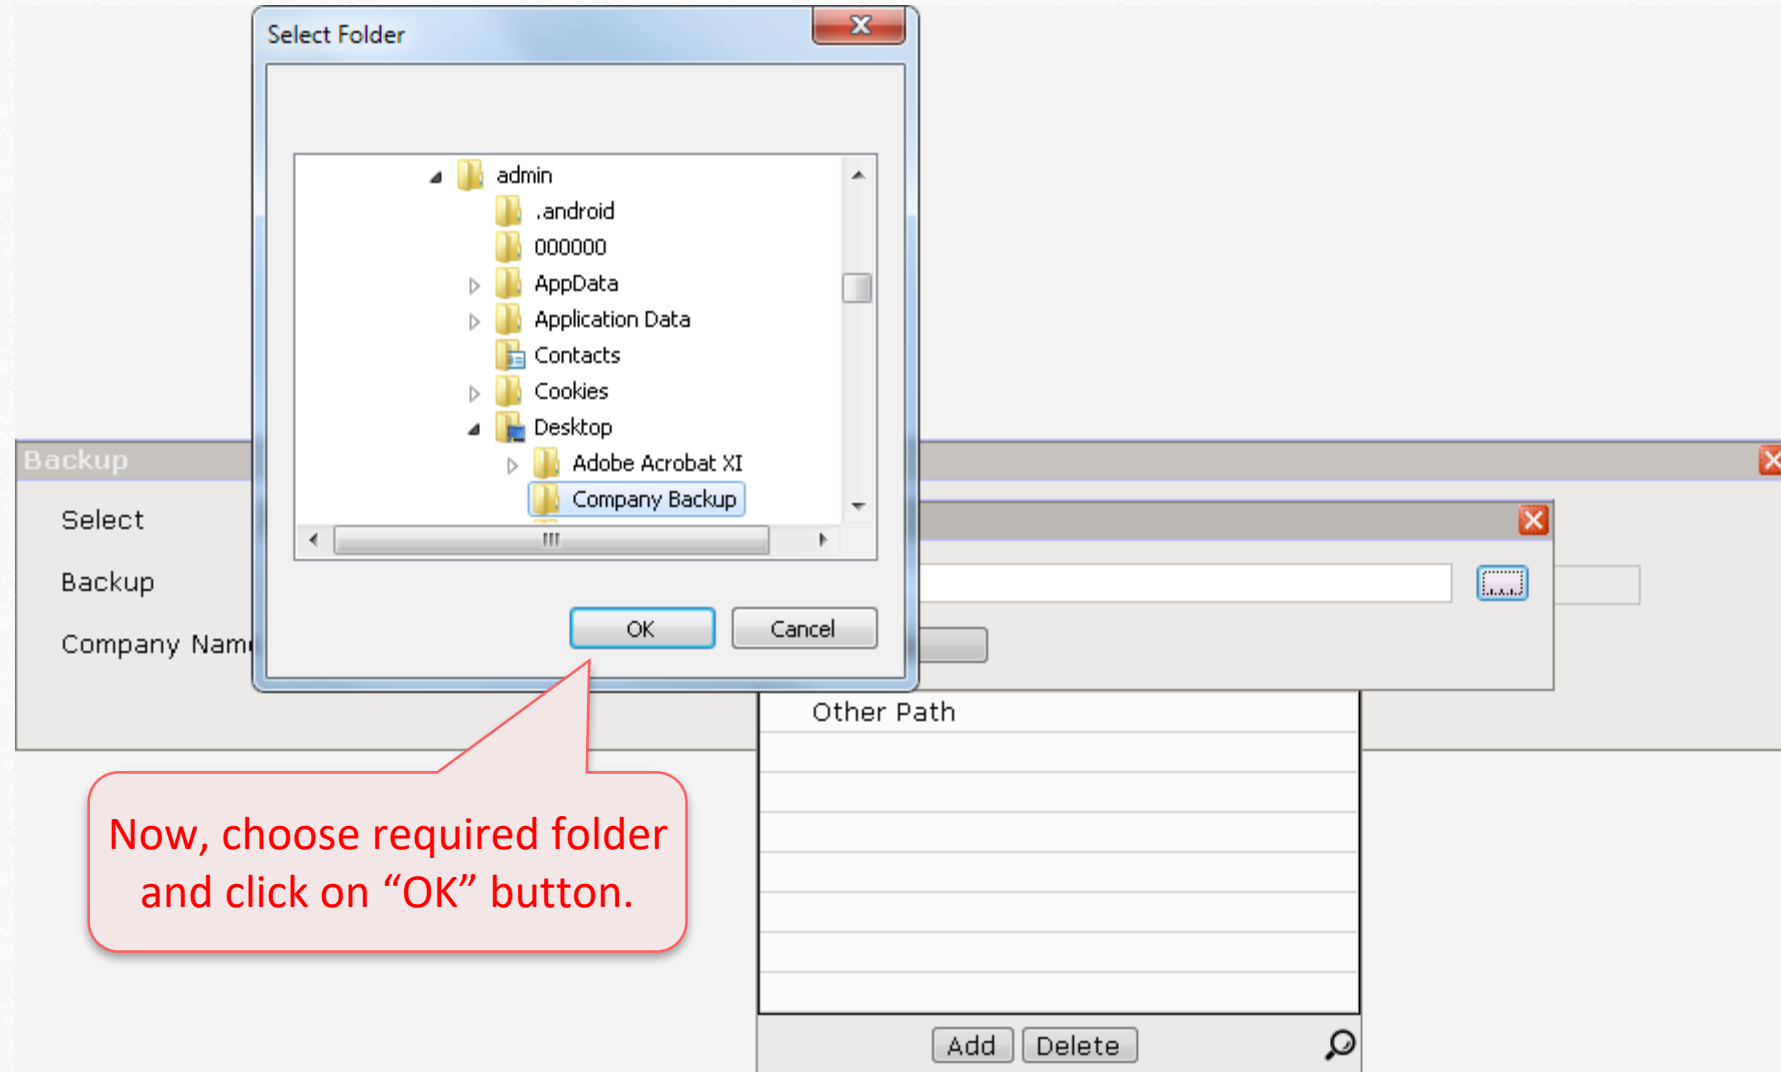 Select Folder
admin
.android
000000
AppData
Application Data
Contacts
Cookies
Desktop
Adobe Acrobat XI
Company Backup
OK
Cancel
Backup
Select
Backup
Company Name
...
Other Path
Add
Delete
Now, choose required folder
and click on “OK” button.